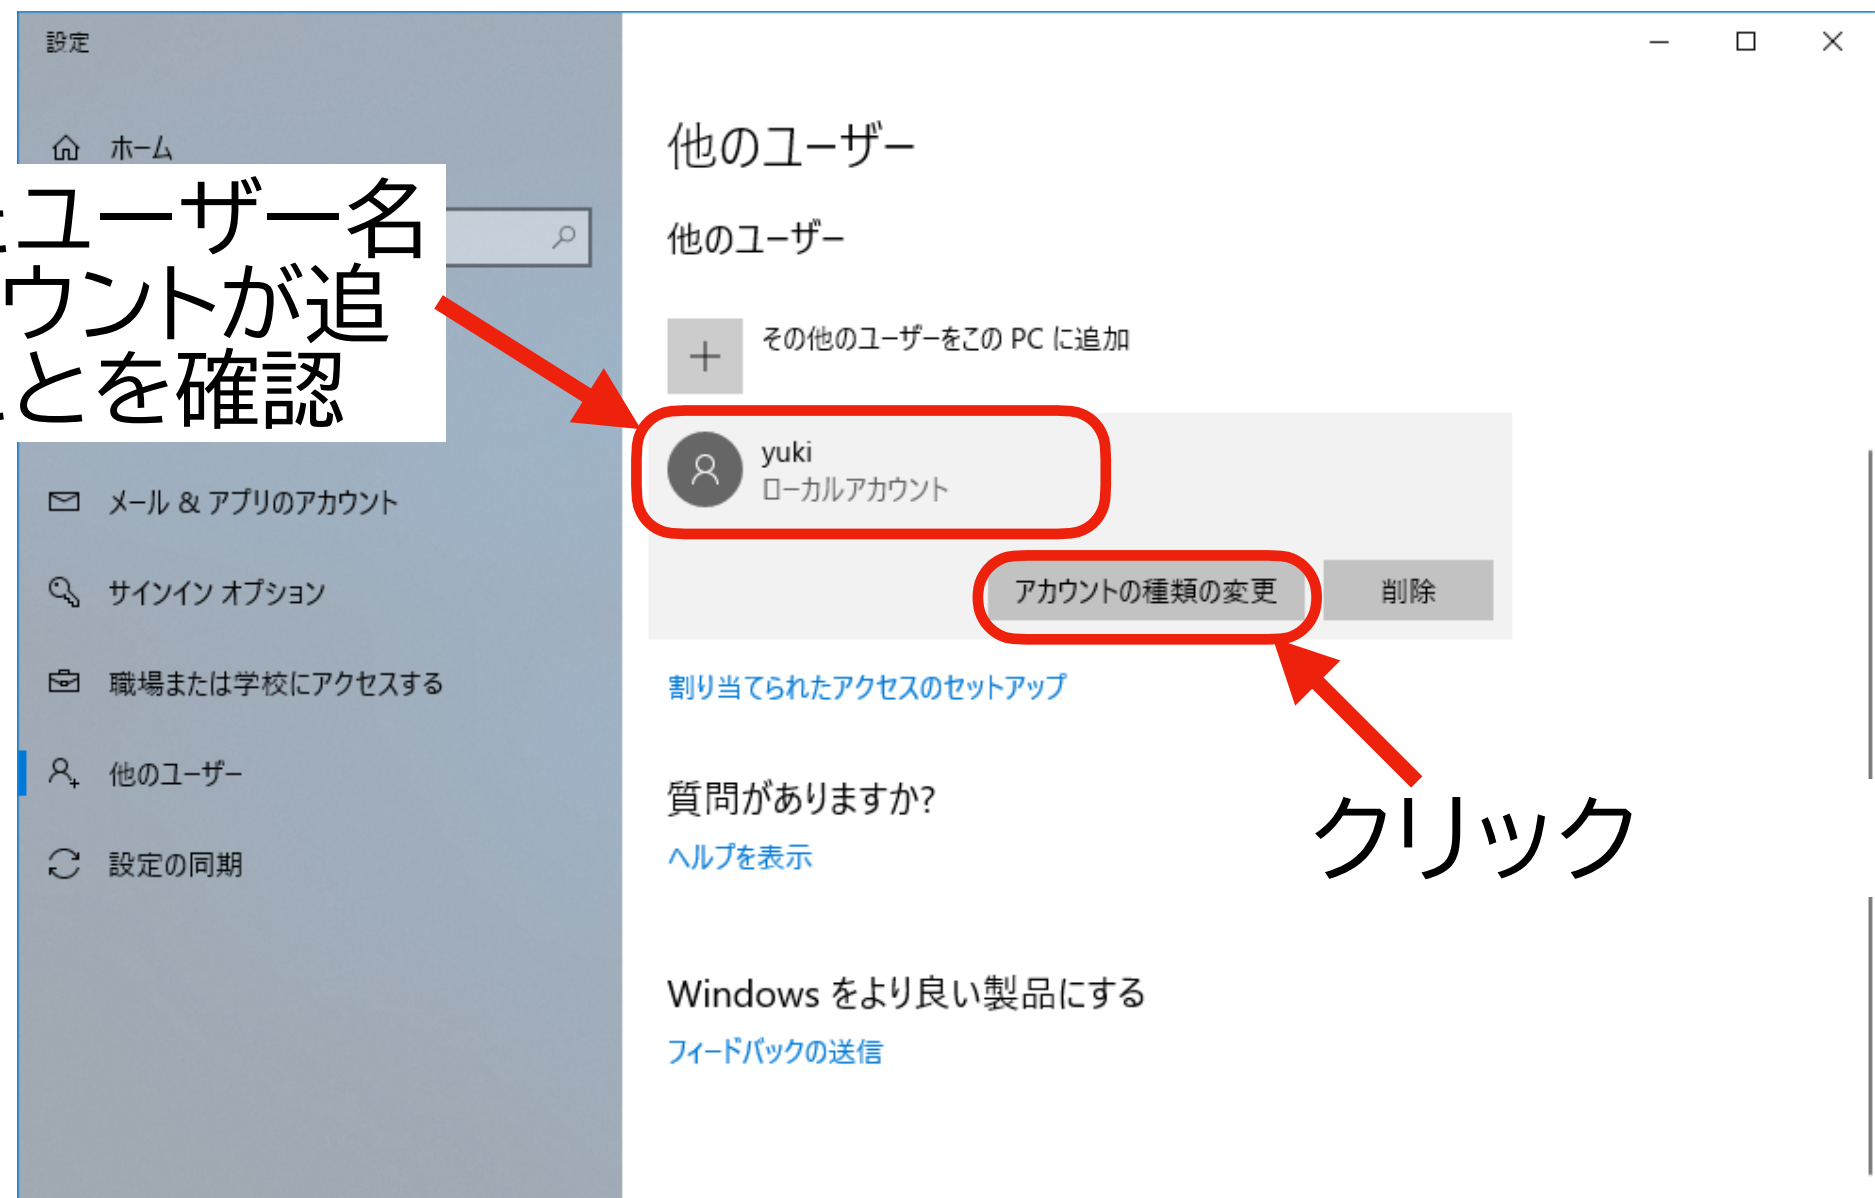 設定
ホーム
ユーザー名
ウントが追
ことを確認
メール & アプリのアカウント
サインイン オプション
職場または学校にアクセスする
他のユーザー
設定の同期
他のユーザー
他のユーザー
その他のユーザーをこの PC に追加
yuki
ローカルアカウント
アカウントの種類の変更
削除
割り当てられたアクセスのセットアップ
クリック
質問がありますか?
ヘルプを表示
Windows をより良い製品にする
フィードバックの送信